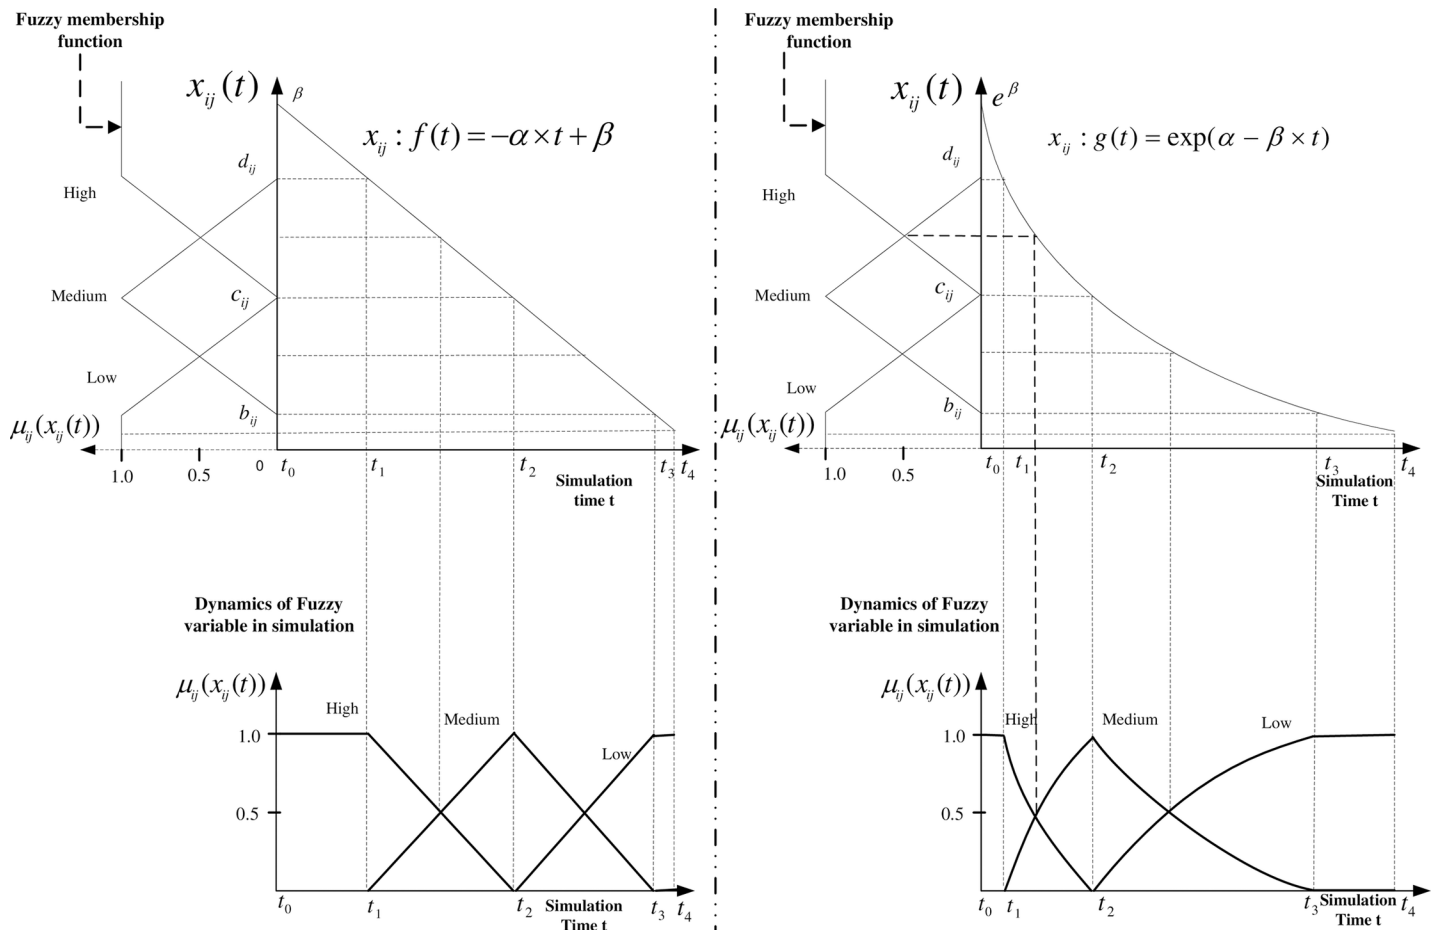 Fuzzy membership
function
x_ij(t)
β
x_ij : f(t) = −α × t + β
d_ij
High
Medium
c_ij
Low
b_ij
μ_ij(x_ij(t))
1.0
0.5
0
t_0
t_1
t_2
t_3
t_4
Simulation
time t
Dynamics of Fuzzy
variable in simulation
μ_ij(x_ij(t))
High
Medium
Low
1.0
0.5
t_0
t_1
t_2
Simulation
Time t
t_3
t_4
Fuzzy membership
function
x_ij(t)
e^β
x_ij : g(t) = exp(α − β × t)
d_ij
High
Medium
c_ij
Low
b_ij
μ_ij(x_ij(t))
1.0
0.5
t_0
t_1
t_2
t_3
t_4
Simulation
Time t
Dynamics of Fuzzy
variable in simulation
μ_ij(x_ij(t))
High
Medium
Low
1.0
0.5
t_0
t_1
t_2
t_3
Simulation
Time t
t_4